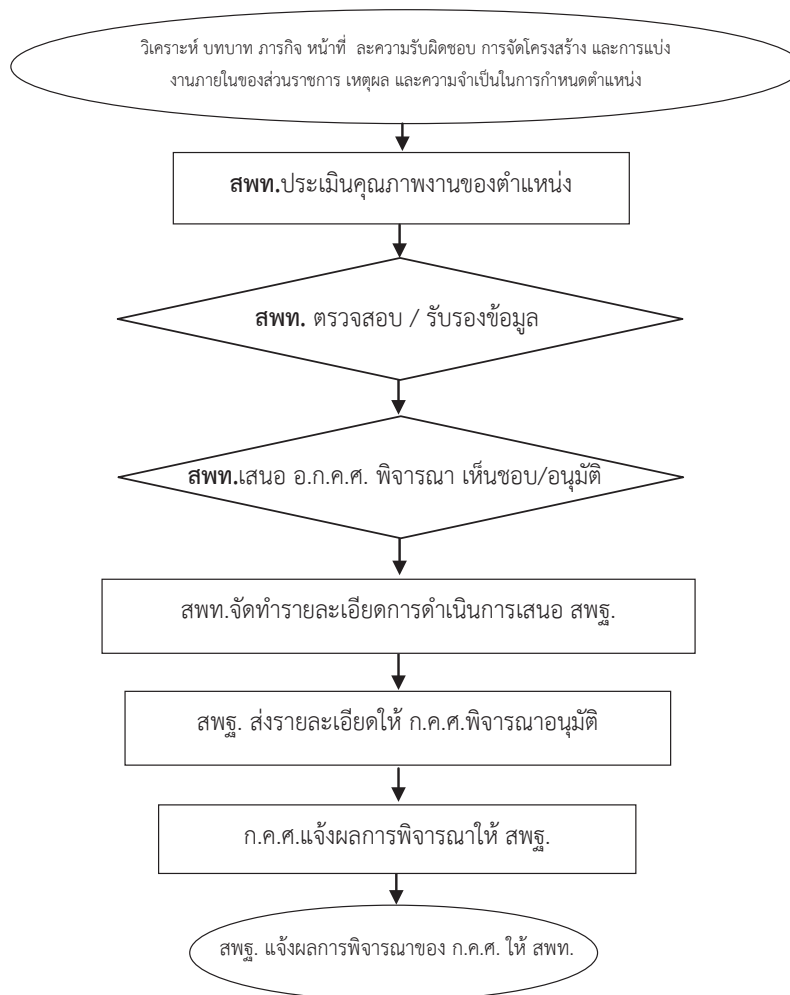 วิเคราะห์ บทบาท ภารกิจ หน้าที่  ละความรับผิดชอบ การจัดโครงสร้าง และการแบ่ง
งานภายในของส่วนราชการ เหตุผล และความจำเป็นในการกำหนดตำแหน่ง
สพท.ประเมินคุณภาพงานของตำแหน่ง
สพท. ตรวจสอบ / รับรองข้อมูล
สพท.เสนอ อ.ก.ค.ศ. พิจารณา เห็นชอบ/อนุมัติ
สพท.จัดทำรายละเอียดการดำเนินการเสนอ สพฐ.
สพฐ. ส่งรายละเอียดให้ ก.ค.ศ.พิจารณาอนุมัติ
ก.ค.ศ.แจ้งผลการพิจารณาให้ สพฐ.
สพฐ. แจ้งผลการพิจารณาของ ก.ค.ศ. ให้ สพท.